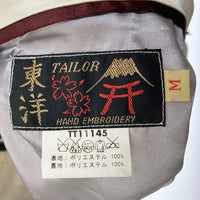 TAILOR
東洋
HAND EMBROIDERY
M
TT11145
表地：ポリエステル 100%
裏地：ポリエステル 100%